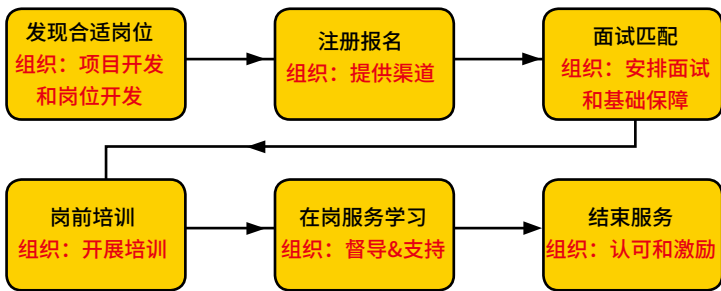 发现合适岗位
组织：项目开发
和岗位开发
注册报名
组织：提供渠道
面试匹配
组织：安排面试
和基础保障
岗前培训
组织：开展培训
在岗服务学习
组织：督导&支持
结束服务
组织：认可和激励